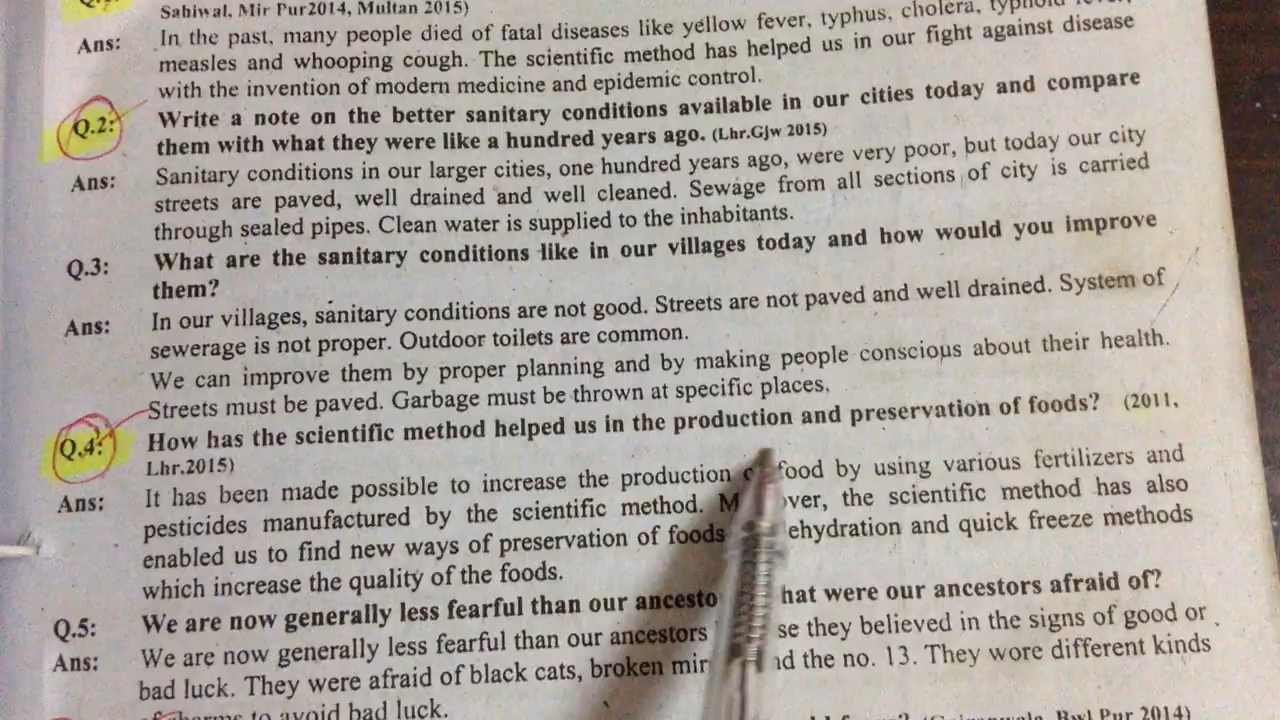 Sahiwal, Mir Pur2014, Multan 2015)
Ans: In the past, many people died of fatal diseases like yellow fever, typhus, cholera, typhoid
measles and whooping cough. The scientific method has helped us in our fight against disease
with the invention of modern medicine and epidemic control.
Q.2: Write a note on the better sanitary conditions available in our cities today and compare
them with what they were like a hundred years ago. (Lhr.GJw 2015)
Ans: Sanitary conditions in our larger cities, one hundred years ago, were very poor, but today our city
streets are paved, well drained and well cleaned. Sewage from all sections of city is carried
through sealed pipes. Clean water is supplied to the inhabitants.
Q.3: What are the sanitary conditions like in our villages today and how would you improve
them?
Ans: In our villages, sanitary conditions are not good. Streets are not paved and well drained. System of
sewerage is not proper. Outdoor toilets are common.
We can improve them by proper planning and by making people conscious about their health.
Streets must be paved. Garbage must be thrown at specific places.
Q.4: How has the scientific method helped us in the production and preservation of foods? (2011,
Lhr.2015)
Ans: It has been made possible to increase the production food by using various fertilizers and
pesticides manufactured by the scientific method. the scientific method has also
enabled us to find new ways of preservation of foods and quick freeze methods
which increase the quality of the foods.
Q.5: We are now generally less fearful than our were our ancestors afraid of?
Ans: We are now generally less fearful than our ancestors they believed in the signs of good or
bad luck. They were afraid of black cats, broken the no. 13. They wore different kinds
to avoid bad luck.
Pur 2014)